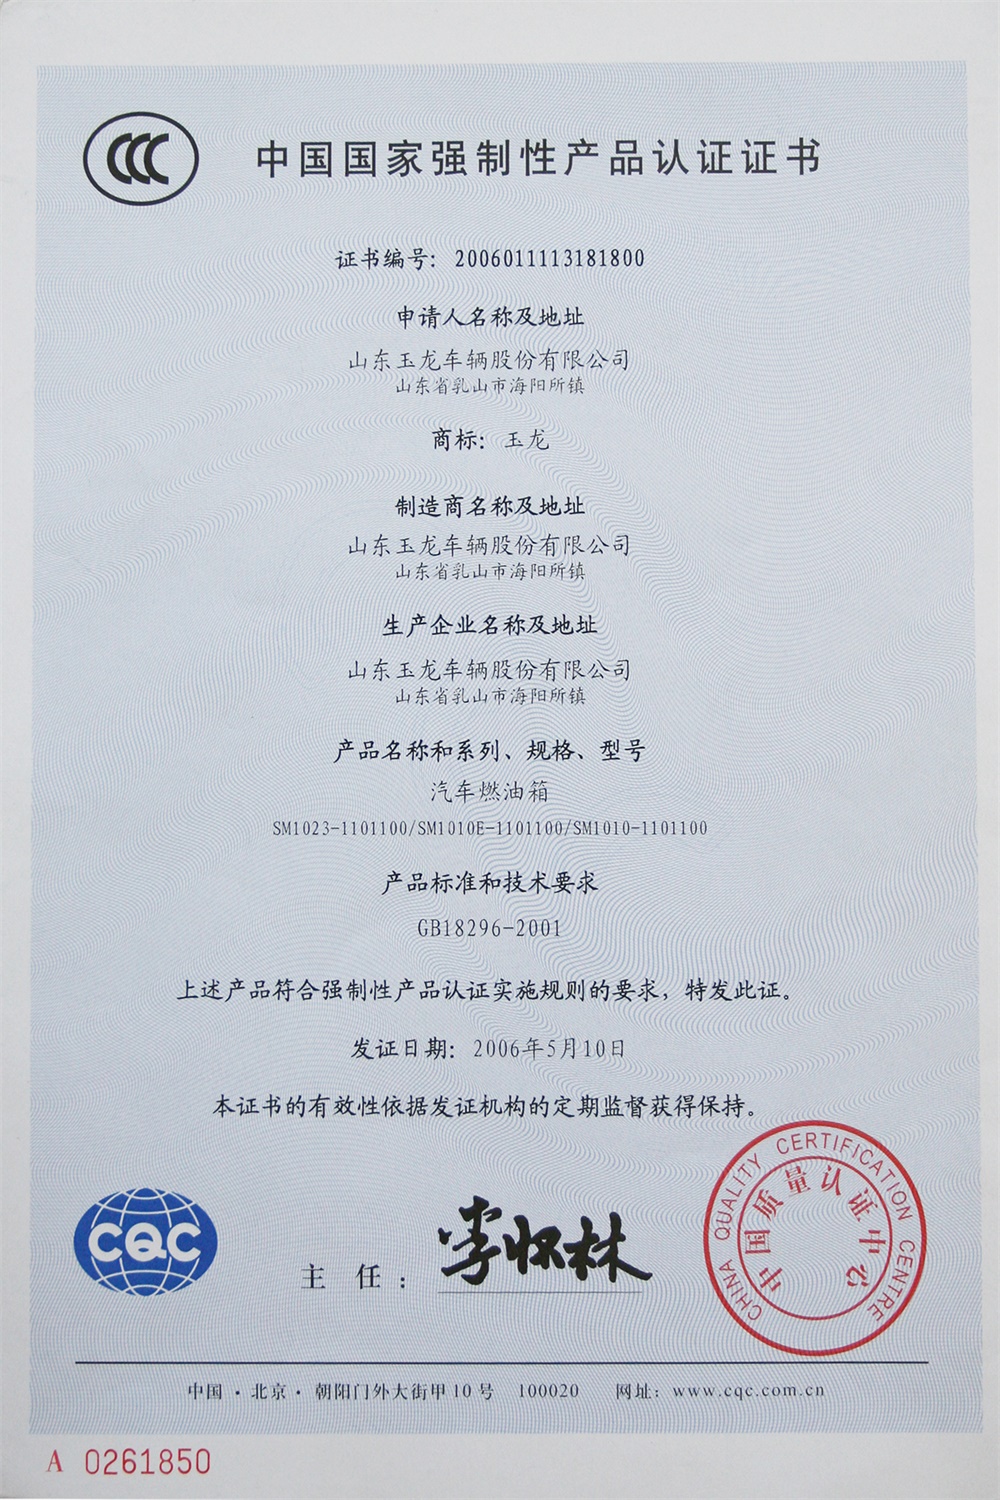 中国国家强制性产品认证证书
证书编号: 2006011113181800
申请人名称及地址
山东玉龙车辆股份有限公司
山东省乳山市海阳所镇
商标: 玉龙
制造商名称及地址
山东玉龙车辆股份有限公司
山东省乳山市海阳所镇
生产企业名称及地址
山东玉龙车辆股份有限公司
山东省乳山市海阳所镇
产品名称和系列、规格、型号
汽车燃油箱
SM1023-1101100/SM1010E-1101100/SM1010-1101100
产品标准和技术要求
GB18296-2001
上述产品符合强制性产品认证实施规则的要求，特发此证。
发证日期: 2006年5月10日
本证书的有效性依据发证机构的定期监督获得保持。
CQC
主 任： 李怀林
CHINA QUALITY CERTIFICATION CENTRE
中国质量认证中心
中国·北京·朝阳门外大街甲10号 100020 网址：www.cqc.com.cn
A 0261850